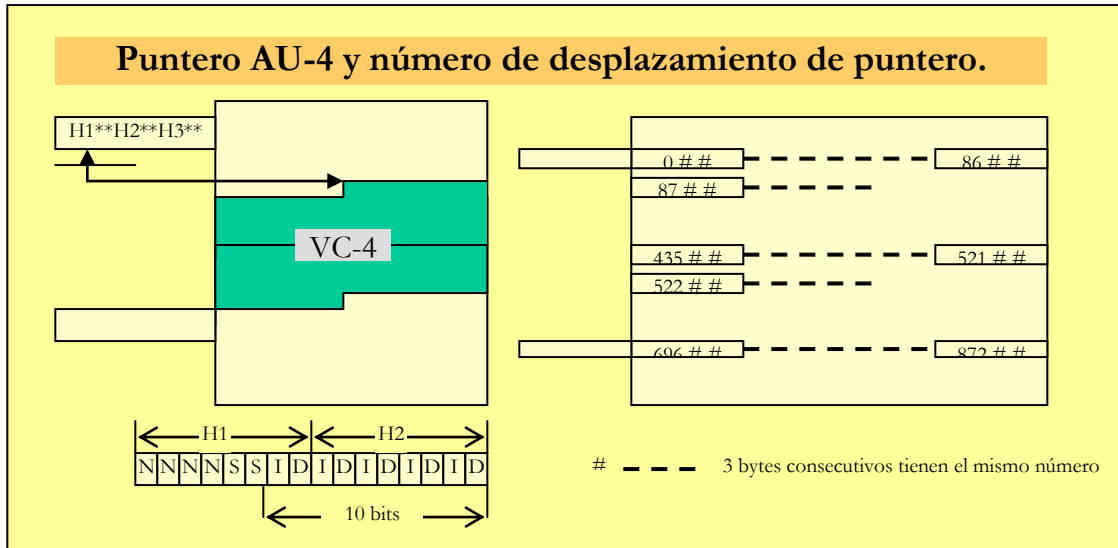 Puntero AU-4 y número de desplazamiento de puntero.
H1**H2**H3**
VC-4
0 # # 86 # #
87 # #
435 # # 521 # #
522 # #
696 # # 872 # #
H1 H2
N N N N S S I D I D I D I D I D
10 bits
# 3 bytes consecutivos tienen el mismo número